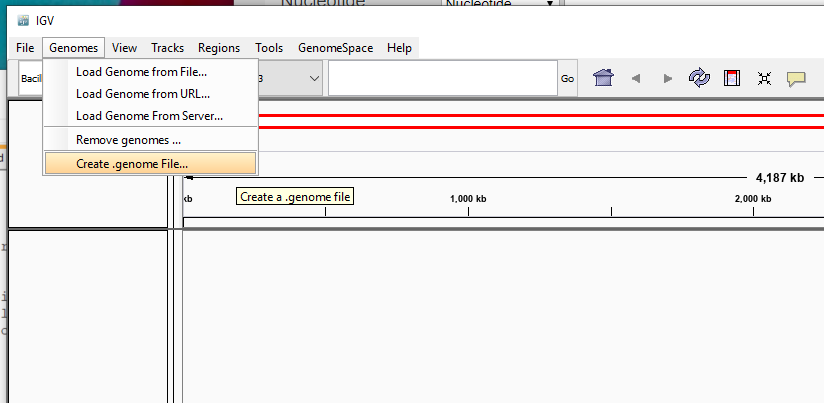 Nucleotide Nucleotide
IGV
File Genomes View Tracks Regions Tools GenomeSpace Help
Load Genome from File...
Bacil 3 Go
Load Genome from URL...
Load Genome From Server...
Remove genomes ...
Create .genome File...
4,187 kb
Create a .genome file
kb 1,000 kb 2,000 kb